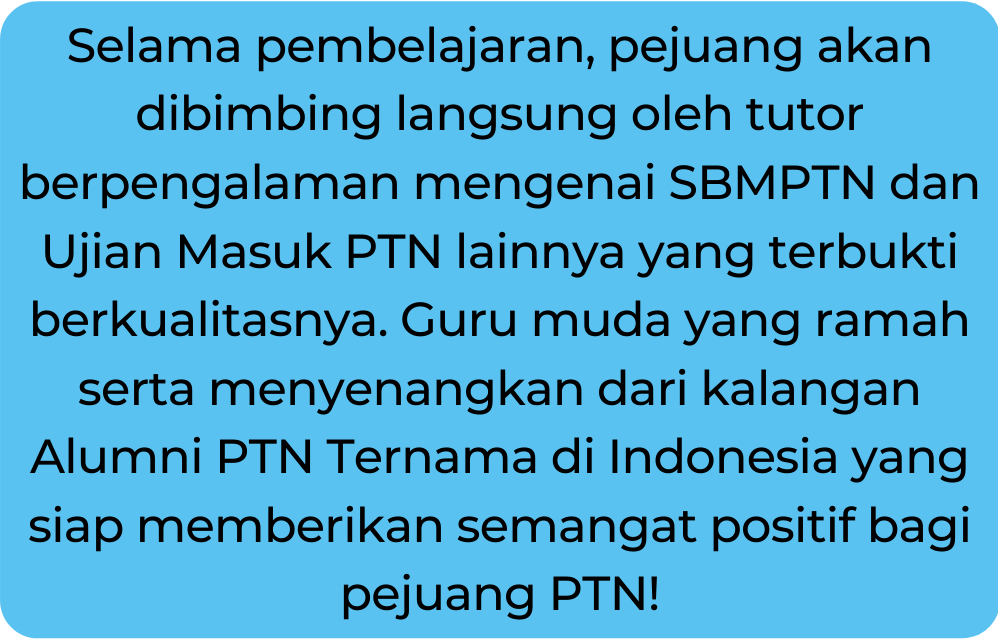 Selama pembelajaran, pejuang akan
dibimbing langsung oleh tutor
berpengalaman mengenai SBMPTN dan
Ujian Masuk PTN lainnya yang terbukti
berkualitasnya. Guru muda yang ramah
serta menyenangkan dari kalangan
Alumni PTN Ternama di Indonesia yang
siap memberikan semangat positif bagi
pejuang PTN!